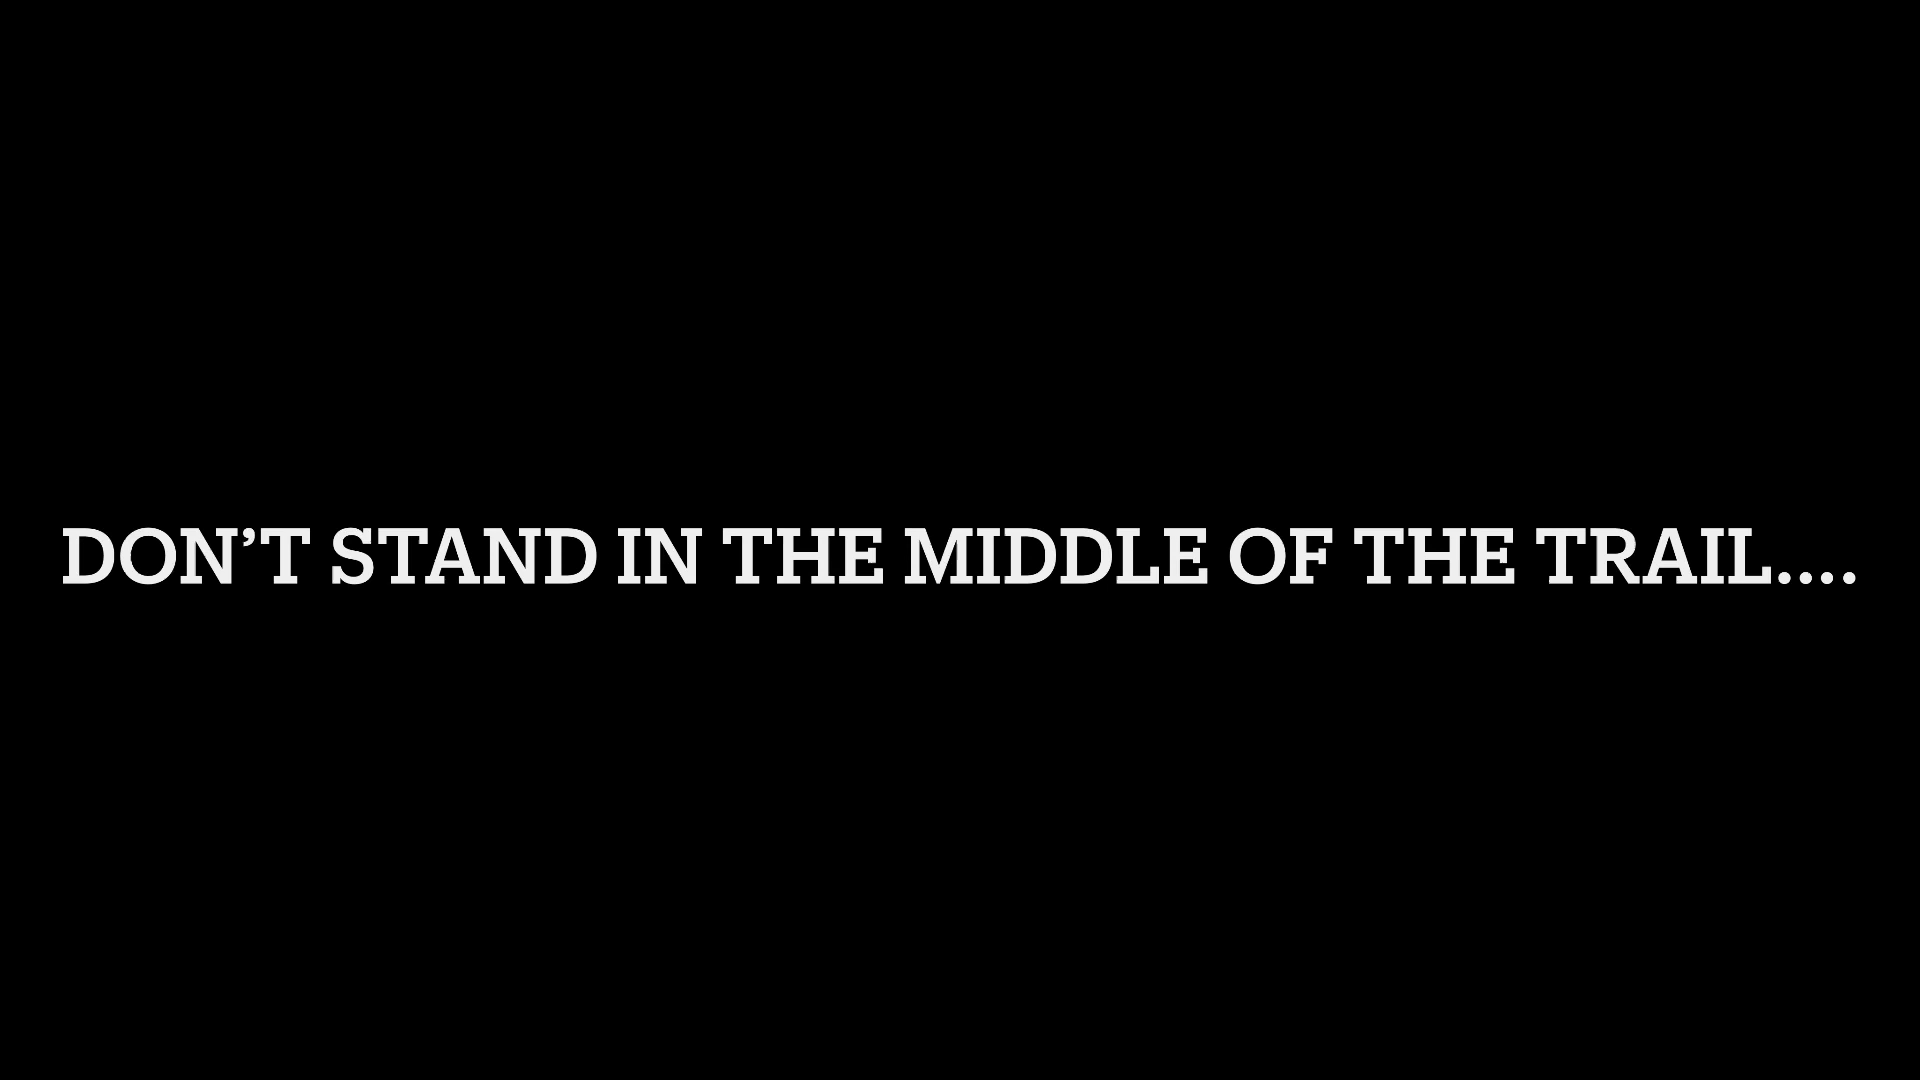 DON’T STAND IN THE MIDDLE OF THE TRAIL....